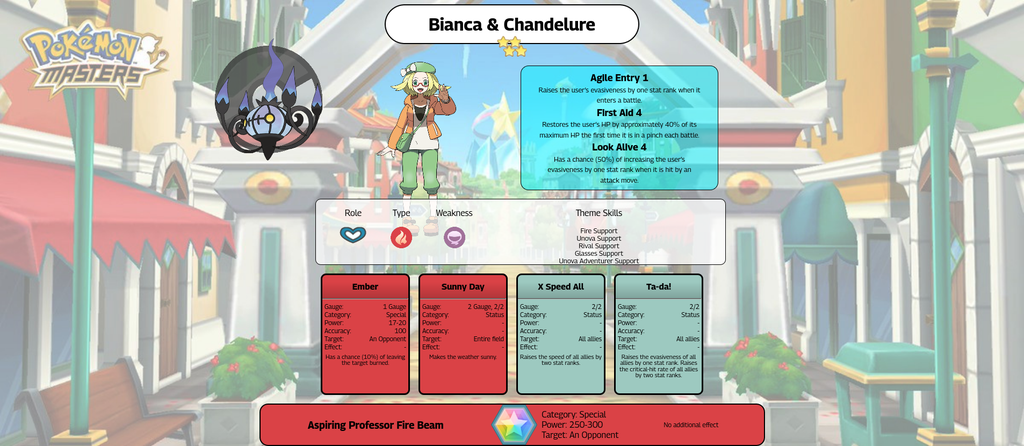 Bianca & Chandelure
POKéMON
MASTERS
Agile Entry 1
Raises the user's evasiveness by one stat rank when it
enters a battle.
First Aid 4
Restores the user's HP by approximately 40% of its
maximum HP the first time it is in a pinch each battle.
Look Alive 4
Has a chance (50%) of increasing the user's
evasiveness by one stat rank when it is hit by an
attack move.
Role Type Weakness Theme Skills
Fire Support
Unova Support
Rival Support
Glasses Support
Unova Adventurer Support
Ember
Gauge: 1 Gauge
Category: Special
Power: 17-20
Accuracy: 100
Target: An Opponent
Effect: -
Has a chance (10%) of leaving
the target burned.
Sunny Day
Gauge: 2 Gauge, 2/2
Category: Status
Power: -
Accuracy: -
Target: Entire field
Effect: -
Makes the weather sunny.
X Speed All
Gauge: 2/2
Category: Status
Power: -
Accuracy: -
Target: All allies
Effect: -
Raises the speed of all allies by
two stat ranks.
Ta-da!
Gauge: 2/2
Category: Status
Power: -
Accuracy: -
Target: All allies
Effect: -
Raises the evasiveness of all
allies by one stat rank. Raises
the critical-hit rate of all allies
by two stat ranks.
Aspiring Professor Fire Beam
Category: Special
Power: 250-300
Target: An Opponent
No additional effect